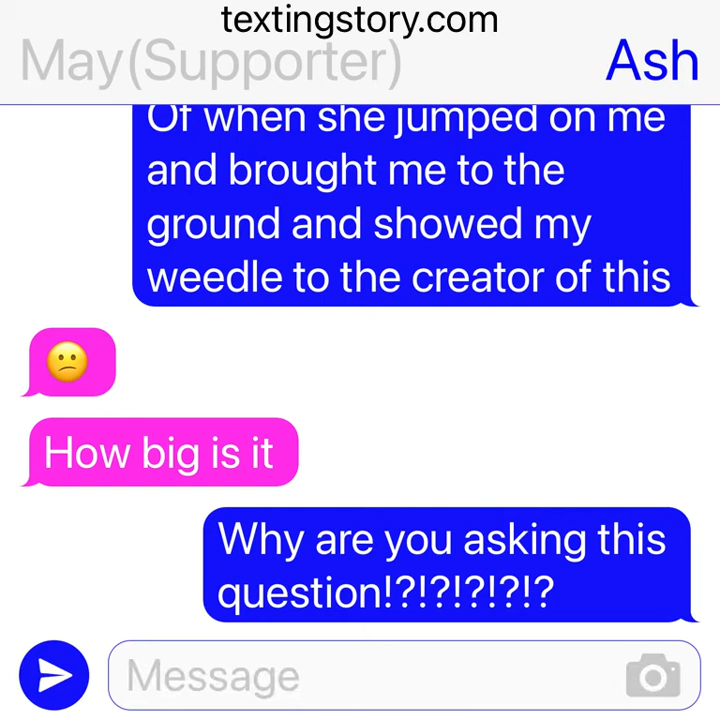 textingstory.com
May(Supporter) Ash
Of when she jumped on me
and brought me to the
ground and showed my
weedle to the creator of this
How big is it
Why are you asking this
question!?!?!?!?!?
Message